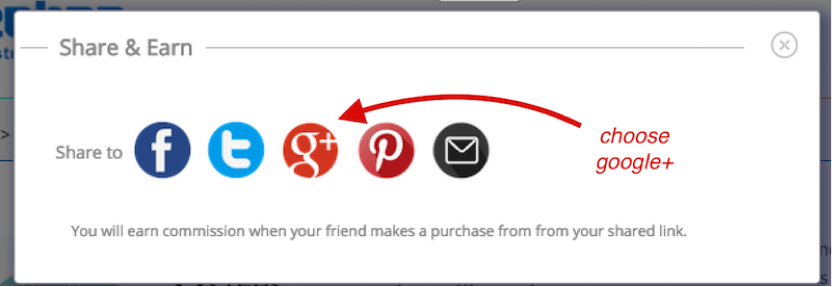 Share & Earn
Share to f t g+ p
choose
google+
You will earn commission when your friend makes a purchase from from your shared link.